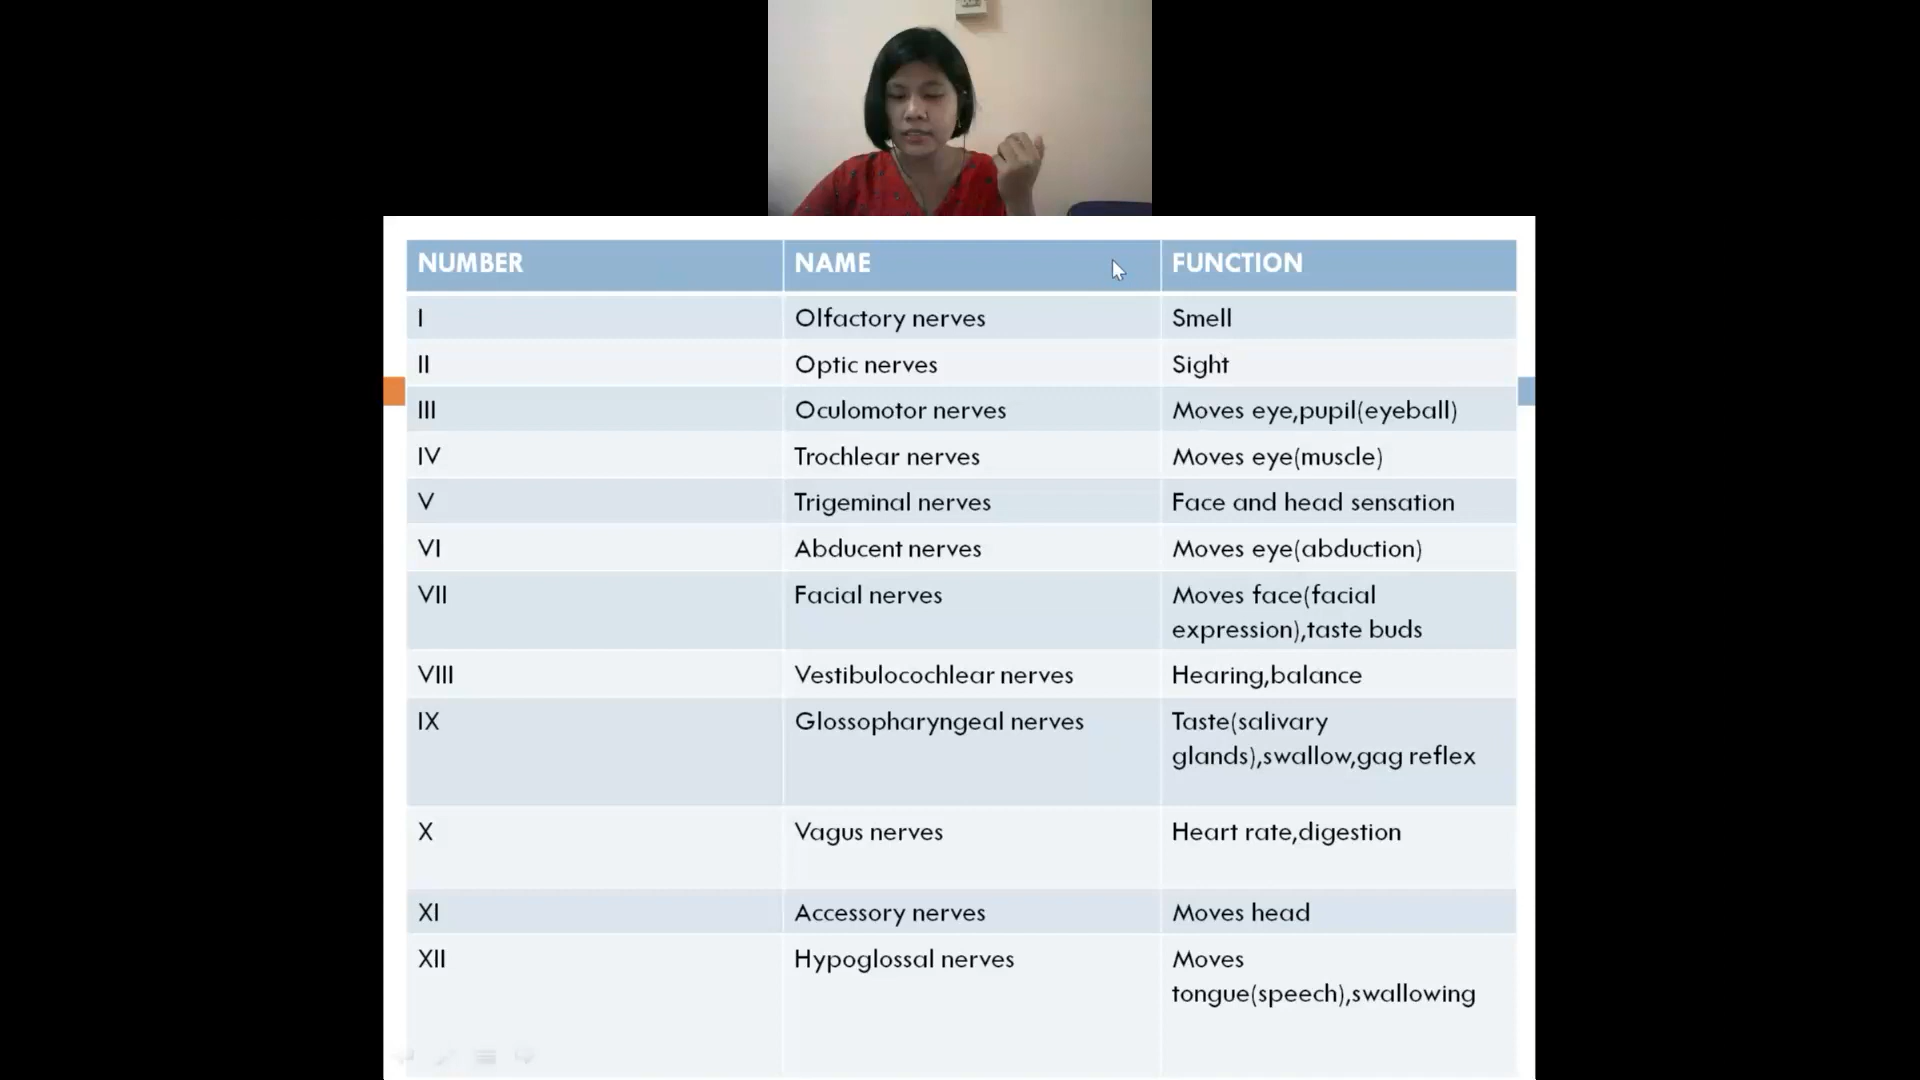 NUMBER NAME FUNCTION
I Olfactory nerves Smell
II Optic nerves Sight
III Oculomotor nerves Moves eye,pupil(eyeball)
IV Trochlear nerves Moves eye(muscle)
V Trigeminal nerves Face and head sensation
VI Abducent nerves Moves eye(abduction)
VII Facial nerves Moves face(facial
expression),taste buds
VIII Vestibulocochlear nerves Hearing,balance
IX Glossopharyngeal nerves Taste(salivary
glands),swallow,gag reflex
X Vagus nerves Heart rate,digestion
XI Accessory nerves Moves head
XII Hypoglossal nerves Moves
tongue(speech),swallowing